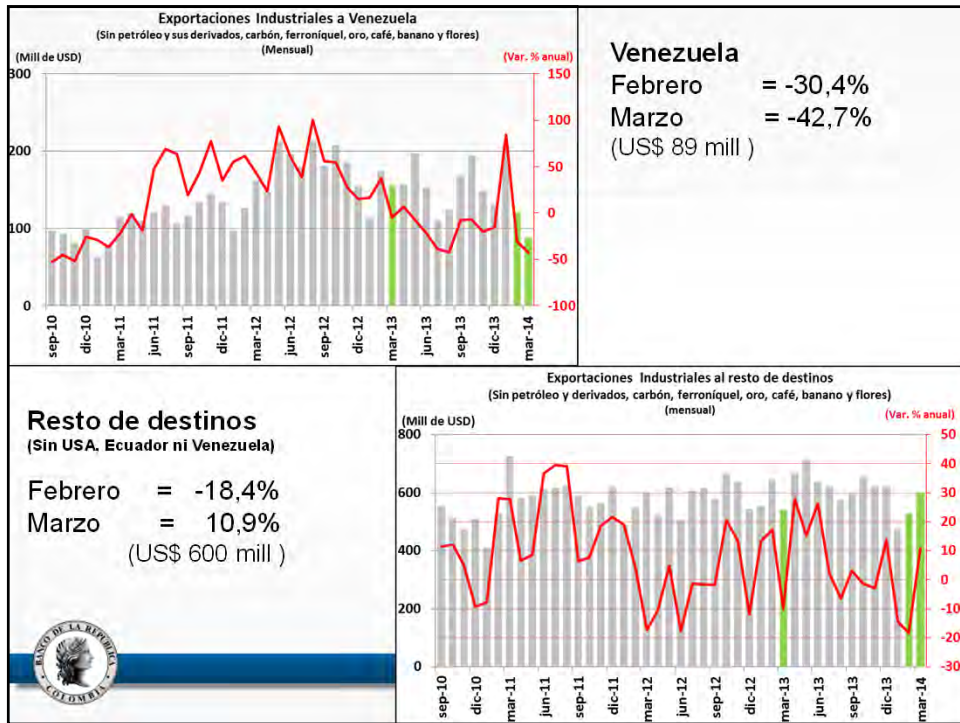 Exportaciones Industriales a Venezuela
(Sin petróleo y sus derivados, carbón, ferroníquel, oro, café, banano y flores)
(Mensual)
(Mill de USD)
(Var. % anual)
300
200
100
0
150
100
50
0
-50
-100
sep-10
dic-10
mar-11
jun-11
sep-11
dic-11
mar-12
jun-12
sep-12
dic-12
mar-13
jun-13
sep-13
dic-13
mar-14
Venezuela
Febrero = -30,4%
Marzo = -42,7%
(US$ 89 mill )
Resto de destinos
(Sin USA, Ecuador ni Venezuela)
Febrero = -18,4%
Marzo = 10,9%
(US$ 600 mill )
BANCO DE LA REPUBLICA
COLOMBIA
Exportaciones Industriales al resto de destinos
(Sin petróleo y derivados, carbón, ferroníquel, oro, café, banano y flores)
(mensual)
(Mill de USD)
(Var. % anual)
800
600
400
200
0
50
40
30
20
10
0
-10
-20
-30
sep-10
dic-10
mar-11
jun-11
sep-11
dic-11
mar-12
jun-12
sep-12
dic-12
mar-13
jun-13
sep-13
dic-13
mar-14